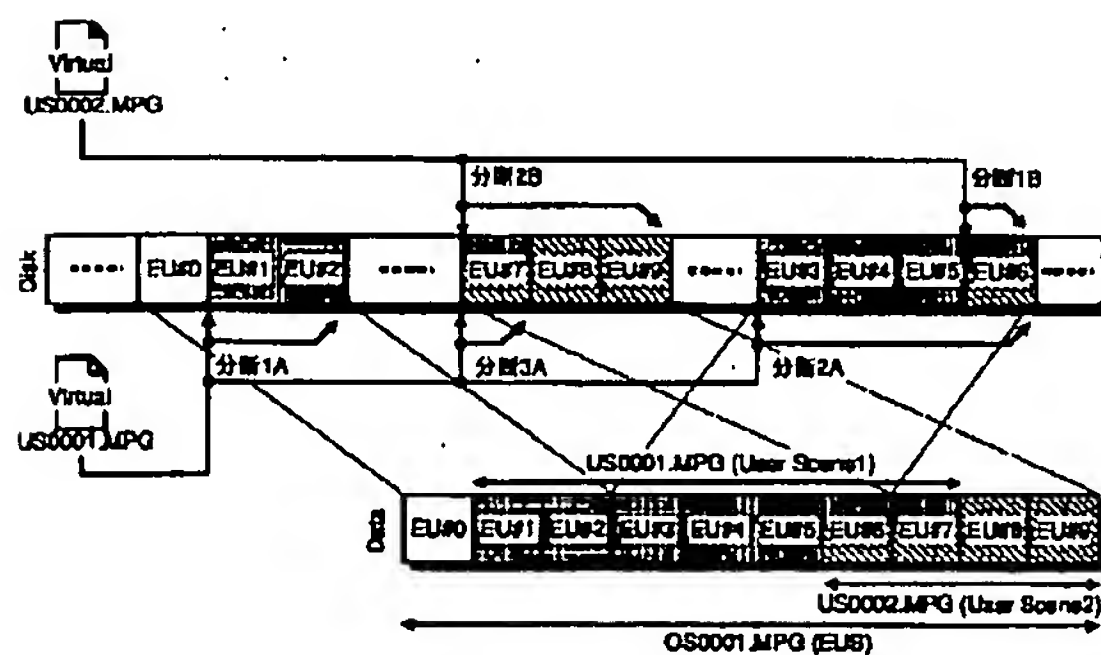 Virtual
US0002.MPG
分断2B
分断1B
Disk
..... EU#0 EU#1 EU#2 ..... EU#7 EU#8 EU#9 ..... EU#3 EU#4 EU#5 EU#6 .....
分断1A
分断3A
分断2A
Virtual
US0001.MPG
US0001.MPG (User Scene1)
Data
EU#0 EU#1 EU#2 EU#3 EU#4 EU#5 EU#6 EU#7 EU#8 EU#9
US0002.MPG (User Scene2)
OS0001.MPG (EUS)